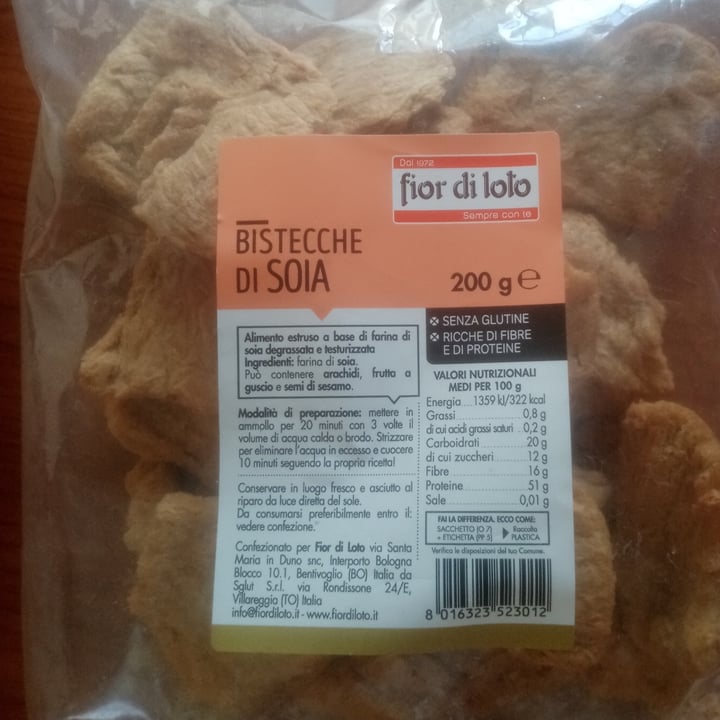 Dal 1972
fior di loto
Sempre con te
BISTECCHE
DI SOIA
200 g e
Alimento estruso a base di farina di
soia degrassata e testurizzata
Ingredienti: farina di soia.
Può contenere arachidi, frutta a
guscio e semi di sesamo.
SENZA GLUTINE
RICCHE DI FIBRE
E DI PROTEINE
Modalità di preparazione: mettere in
ammollo per 20 minuti con 3 volte il
volume di acqua calda o brodo. Strizzare
per eliminare l'acqua in eccesso e cuocere
10 minuti seguendo la propria ricetta!
Conservare in luogo fresco e asciutto al
riparo da luce diretta del sole.
Da consumarsi preferibilmente entro il:
vedere confezione.
Confezionato per Fior di Loto via Santa
Maria in Duno snc, Interporto Bologna
Blocco 10.1, Bentivoglio (BO) Italia da
Salut S.r.l. via Rondissone 24/E,
Villareggia (TO) Italia
info@fiordiloto.it - www.fiordiloto.it
VALORI NUTRIZIONALI
MEDI PER 100 g
Energia....1359 kJ/322 kcal
Grassi..........0,8 g
di cui acidi grassi saturi ..0,2 g
Carboidrati..........20 g
di cui zuccheri..........12 g
Fibre..........16 g
Proteine..........51 g
Sale..........0,01 g
FAI LA DIFFERENZA. ECCO COME:
SACCHETTO (O 7)
+ ETICHETTA (PP 5)
Raccolta
PLASTICA
Verifica le disposizioni del tuo Comune.
8 016323 523012